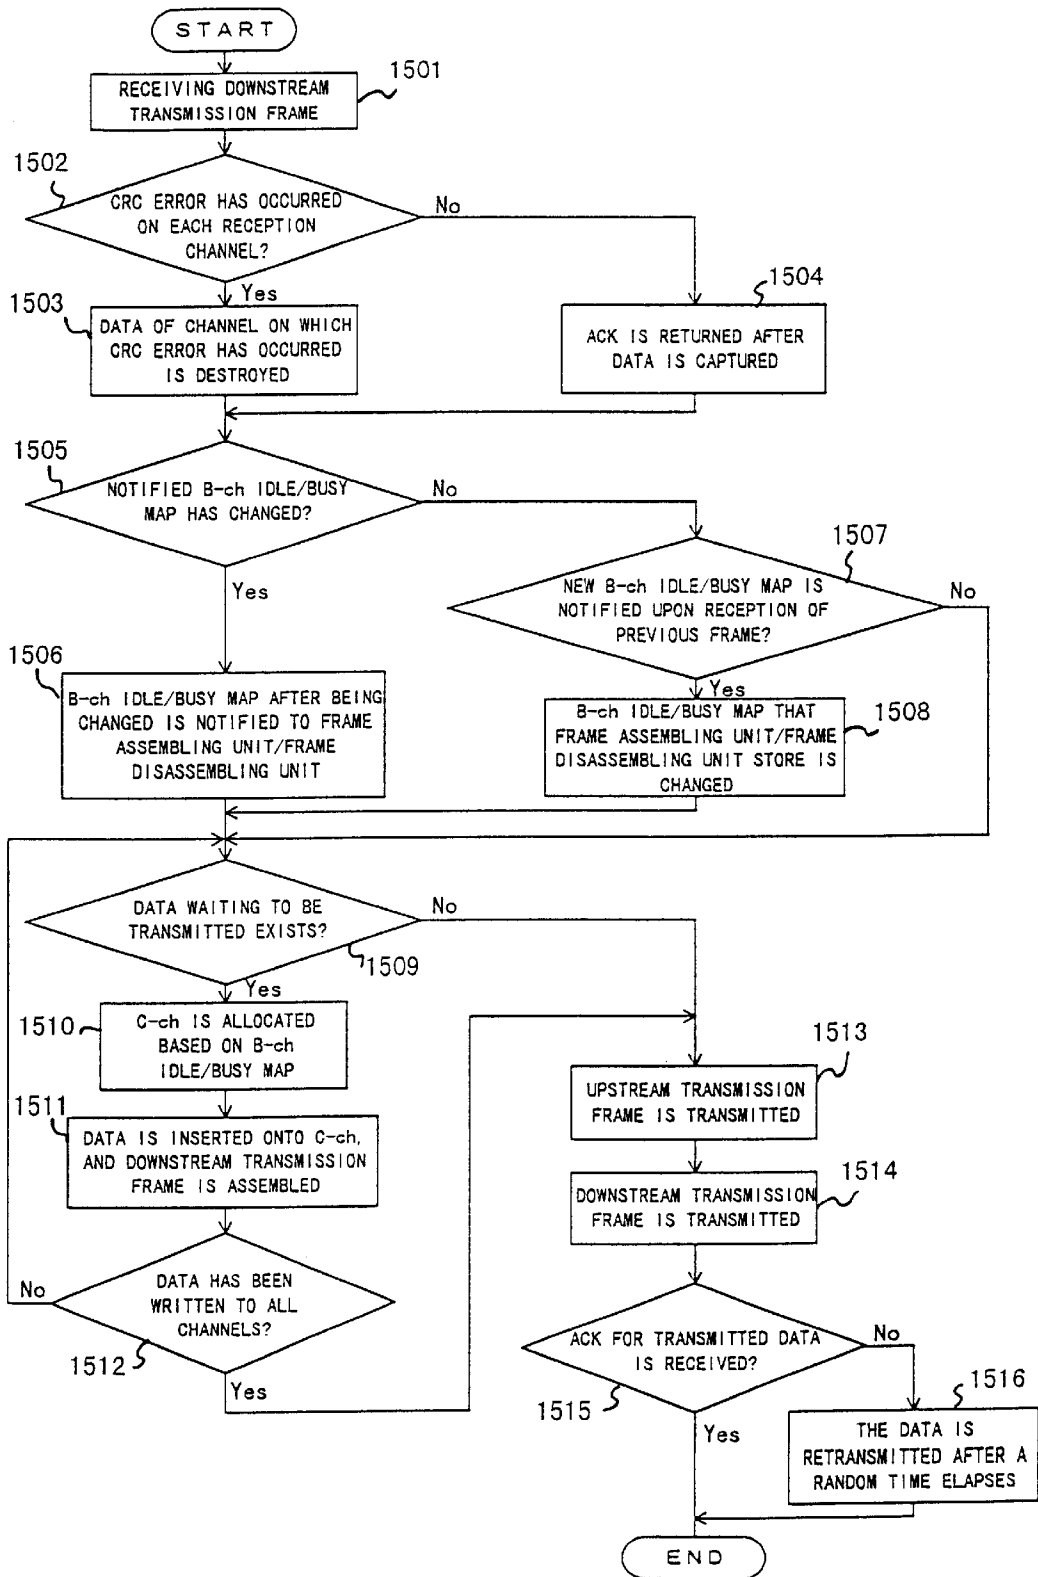 START
1501
RECEIVING DOWNSTREAM
TRANSMISSION FRAME
1502
CRC ERROR HAS OCCURRED
ON EACH RECEPTION
CHANNEL?
No
Yes
1503
DATA OF CHANNEL ON WHICH
CRC ERROR HAS OCCURRED
IS DESTROYED
1504
ACK IS RETURNED AFTER
DATA IS CAPTURED
1505
NOTIFIED B-ch IDLE/BUSY
MAP HAS CHANGED?
No
Yes
1507
NEW B-ch IDLE/BUSY MAP IS
NOTIFIED UPON RECEPTION OF
PREVIOUS FRAME?
No
Yes
1506
B-ch IDLE/BUSY MAP AFTER BEING
CHANGED IS NOTIFIED TO FRAME
ASSEMBLING UNIT/FRAME
DISASSEMBLING UNIT
1508
B-ch IDLE/BUSY MAP THAT
FRAME ASSEMBLING UNIT/FRAME
DISASSEMBLING UNIT STORE IS
CHANGED
DATA WAITING TO BE
TRANSMITTED EXISTS?
No
1509
Yes
1510
C-ch IS ALLOCATED
BASED ON B-ch
IDLE/BUSY MAP
1511
DATA IS INSERTED ONTO C-ch,
AND DOWNSTREAM TRANSMISSION
FRAME IS ASSEMBLED
No
DATA HAS BEEN
WRITTEN TO ALL
CHANNELS?
1512
Yes
1513
UPSTREAM TRANSMISSION
FRAME IS TRANSMITTED
1514
DOWNSTREAM TRANSMISSION
FRAME IS TRANSMITTED
ACK FOR TRANSMITTED DATA
IS RECEIVED?
No
1515
Yes
1516
THE DATA IS
RETRANSMITTED AFTER A
RANDOM TIME ELAPSES
END